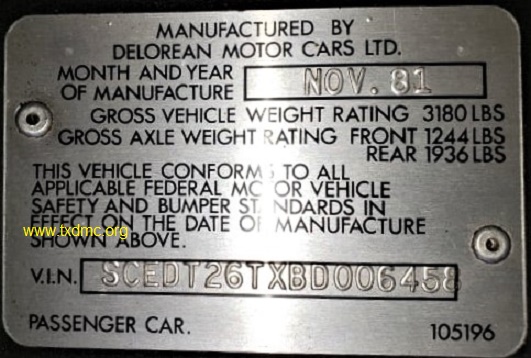 MANUFACTURED BY
DELOREAN MOTOR CARS LTD.
MONTH AND YEAR
OF MANUFACTURE NOV. 81
GROSS VEHICLE WEIGHT RATING 3180 LBS
GROSS AXLE WEIGHT RATING FRONT 1244 LBS
REAR 1936 LBS
THIS VEHICLE CONFORMS TO ALL
APPLICABLE FEDERAL MOTOR VEHICLE
SAFETY AND BUMPER STANDARDS IN
EFFECT ON THE DATE OF MANUFACTURE
www.txdmc.org
SHOWN ABOVE.
V.I.N. SCEDT26TXBD006458
PASSENGER CAR. 105196